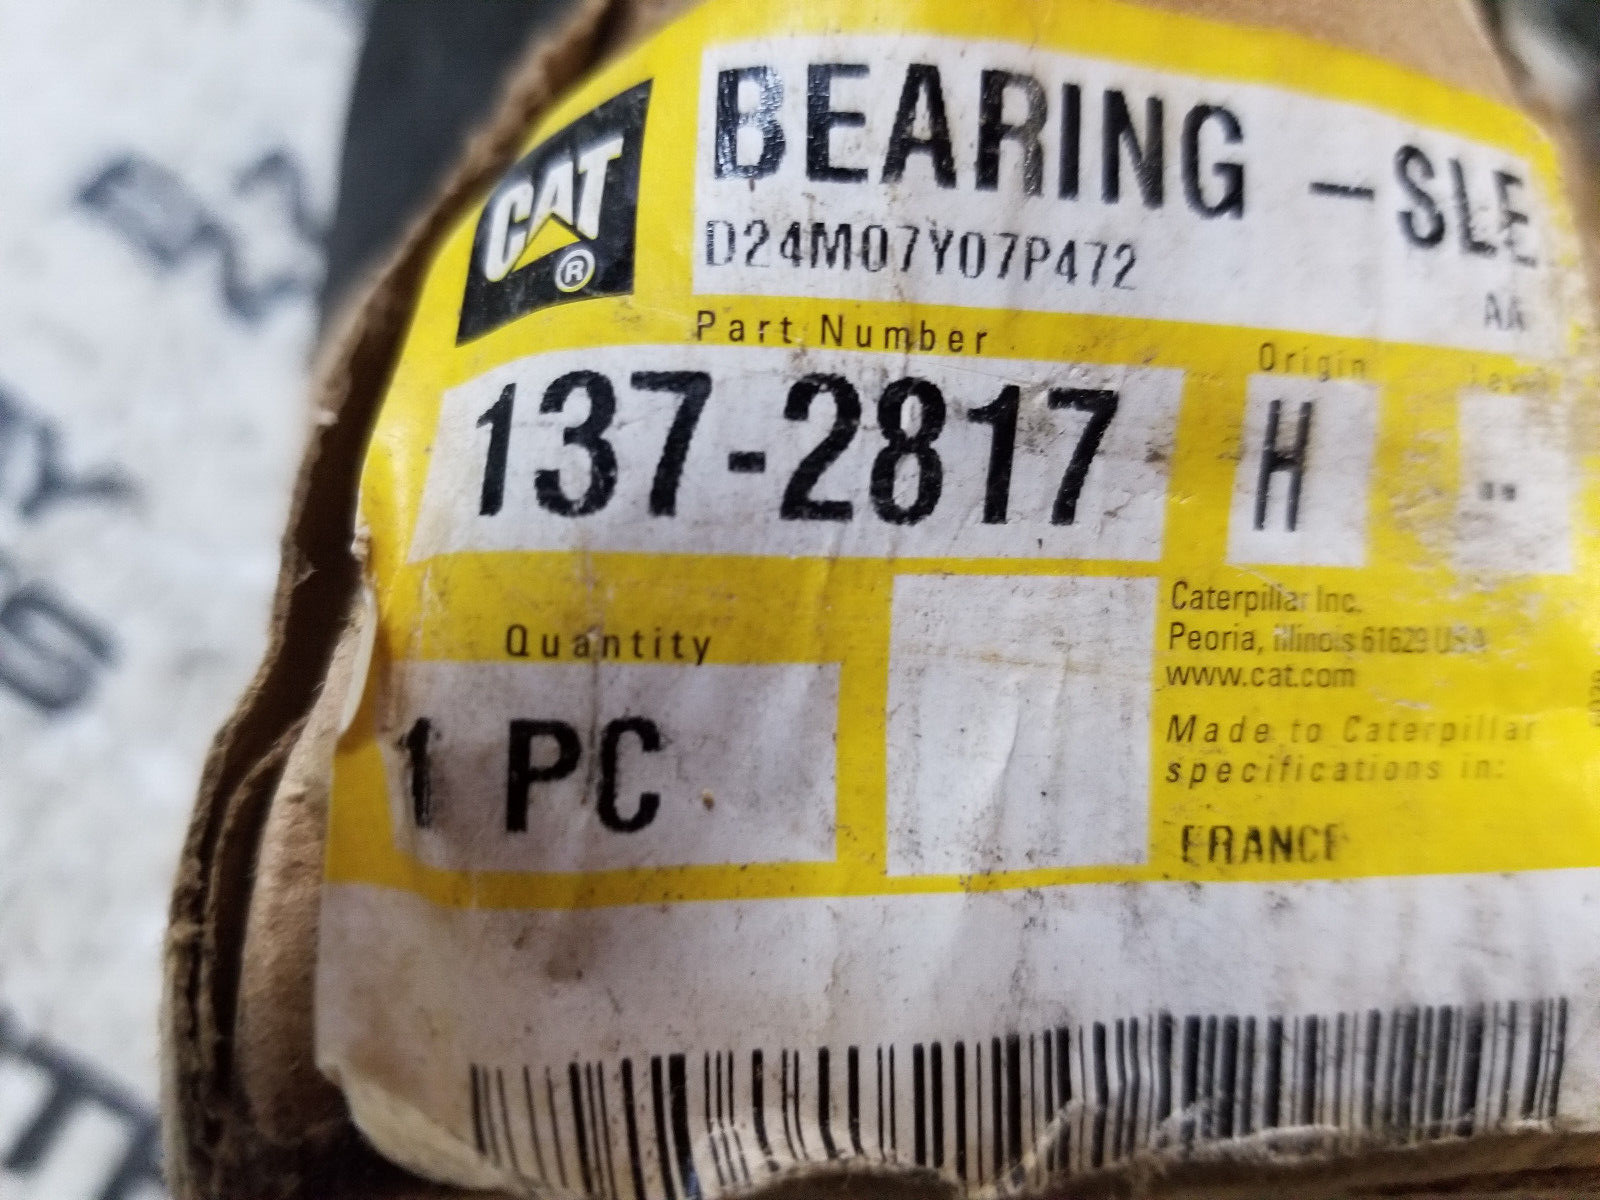 CAT
®
BEARING -SLE
D24M07Y07P472
AA
Part Number
Origin
Level
137-2817
H
--
Quantity
1 PC
Caterpillar Inc.
Peoria, Illinois 61629 USA
www.cat.com
Made to Caterpillar
specifications in:
FRANCE